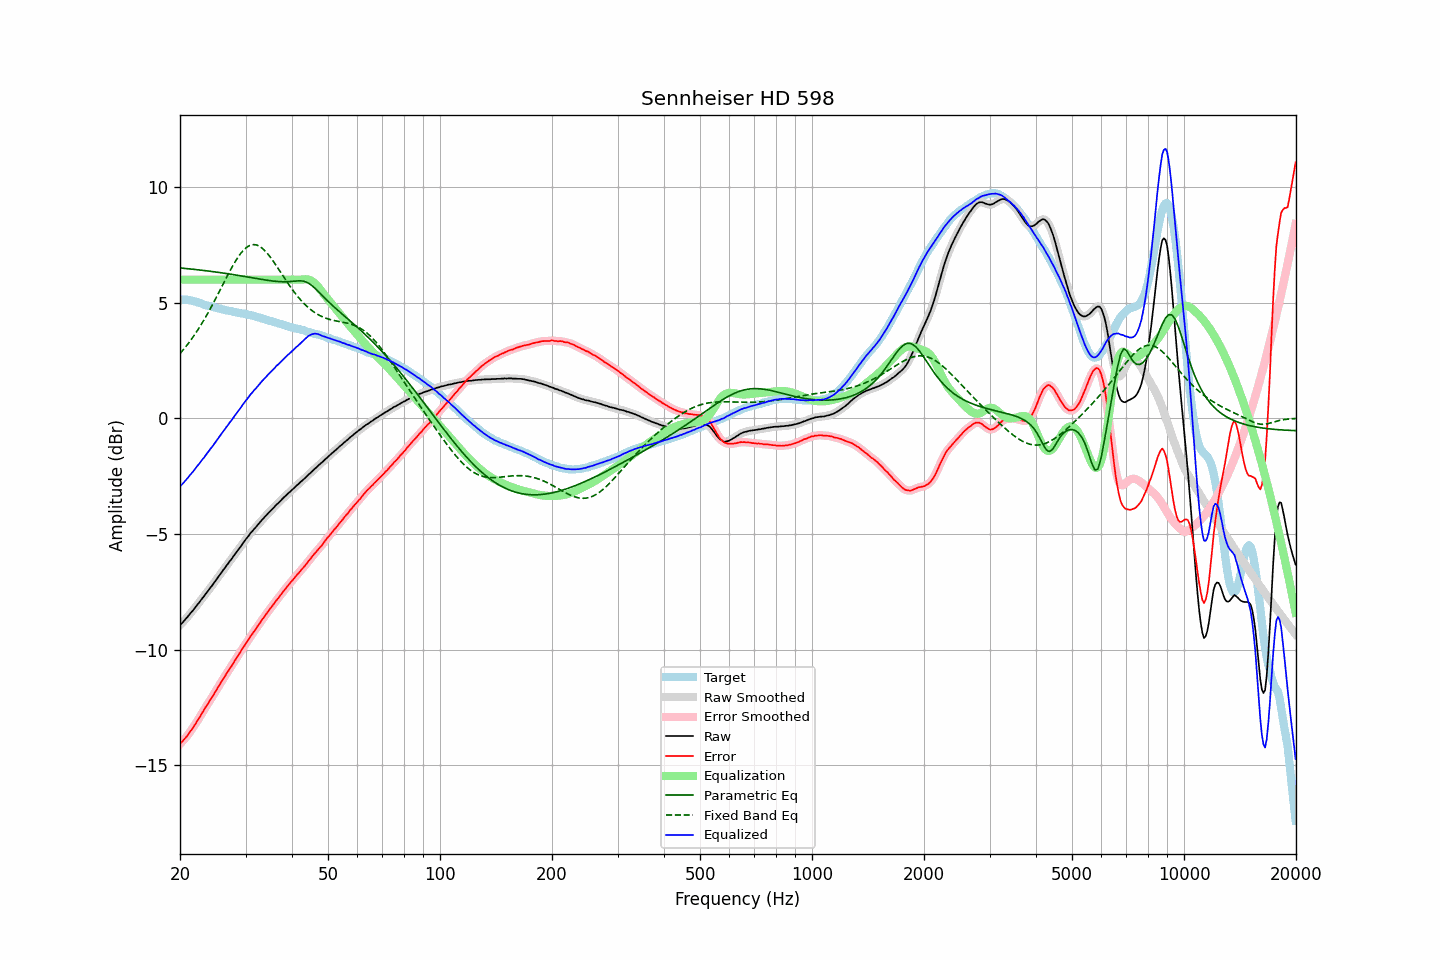 Sennheiser HD 598
Amplitude (dBr)
10
5
0
−5
−10
−15
Target
Raw Smoothed
Error Smoothed
Raw
Error
Equalization
Parametric Eq
Fixed Band Eq
Equalized
20 50 100 200 500 1000 2000 5000 10000 20000
Frequency (Hz)